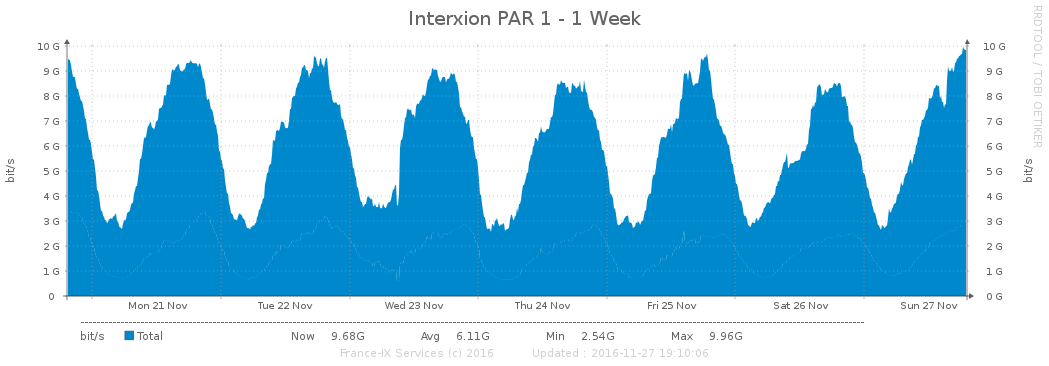 Interxion PAR 1 - 1 Week
RRDTOOL / TOBI OETIKER
bit/s
10 G 10 G
9 G 9 G
8 G 8 G
7 G 7 G
6 G 6 G
5 G 5 G
4 G 4 G
3 G 3 G
2 G 2 G
1 G 1 G
0 0 G
bit/s
Mon 21 Nov Tue 22 Nov Wed 23 Nov Thu 24 Nov Fri 25 Nov Sat 26 Nov Sun 27 Nov
bit/s Total Now 9.68G Avg 6.11G Min 2.54G Max 9.96G
France-IX Services (c) 2016 Updated : 2016-11-27 19:10:06